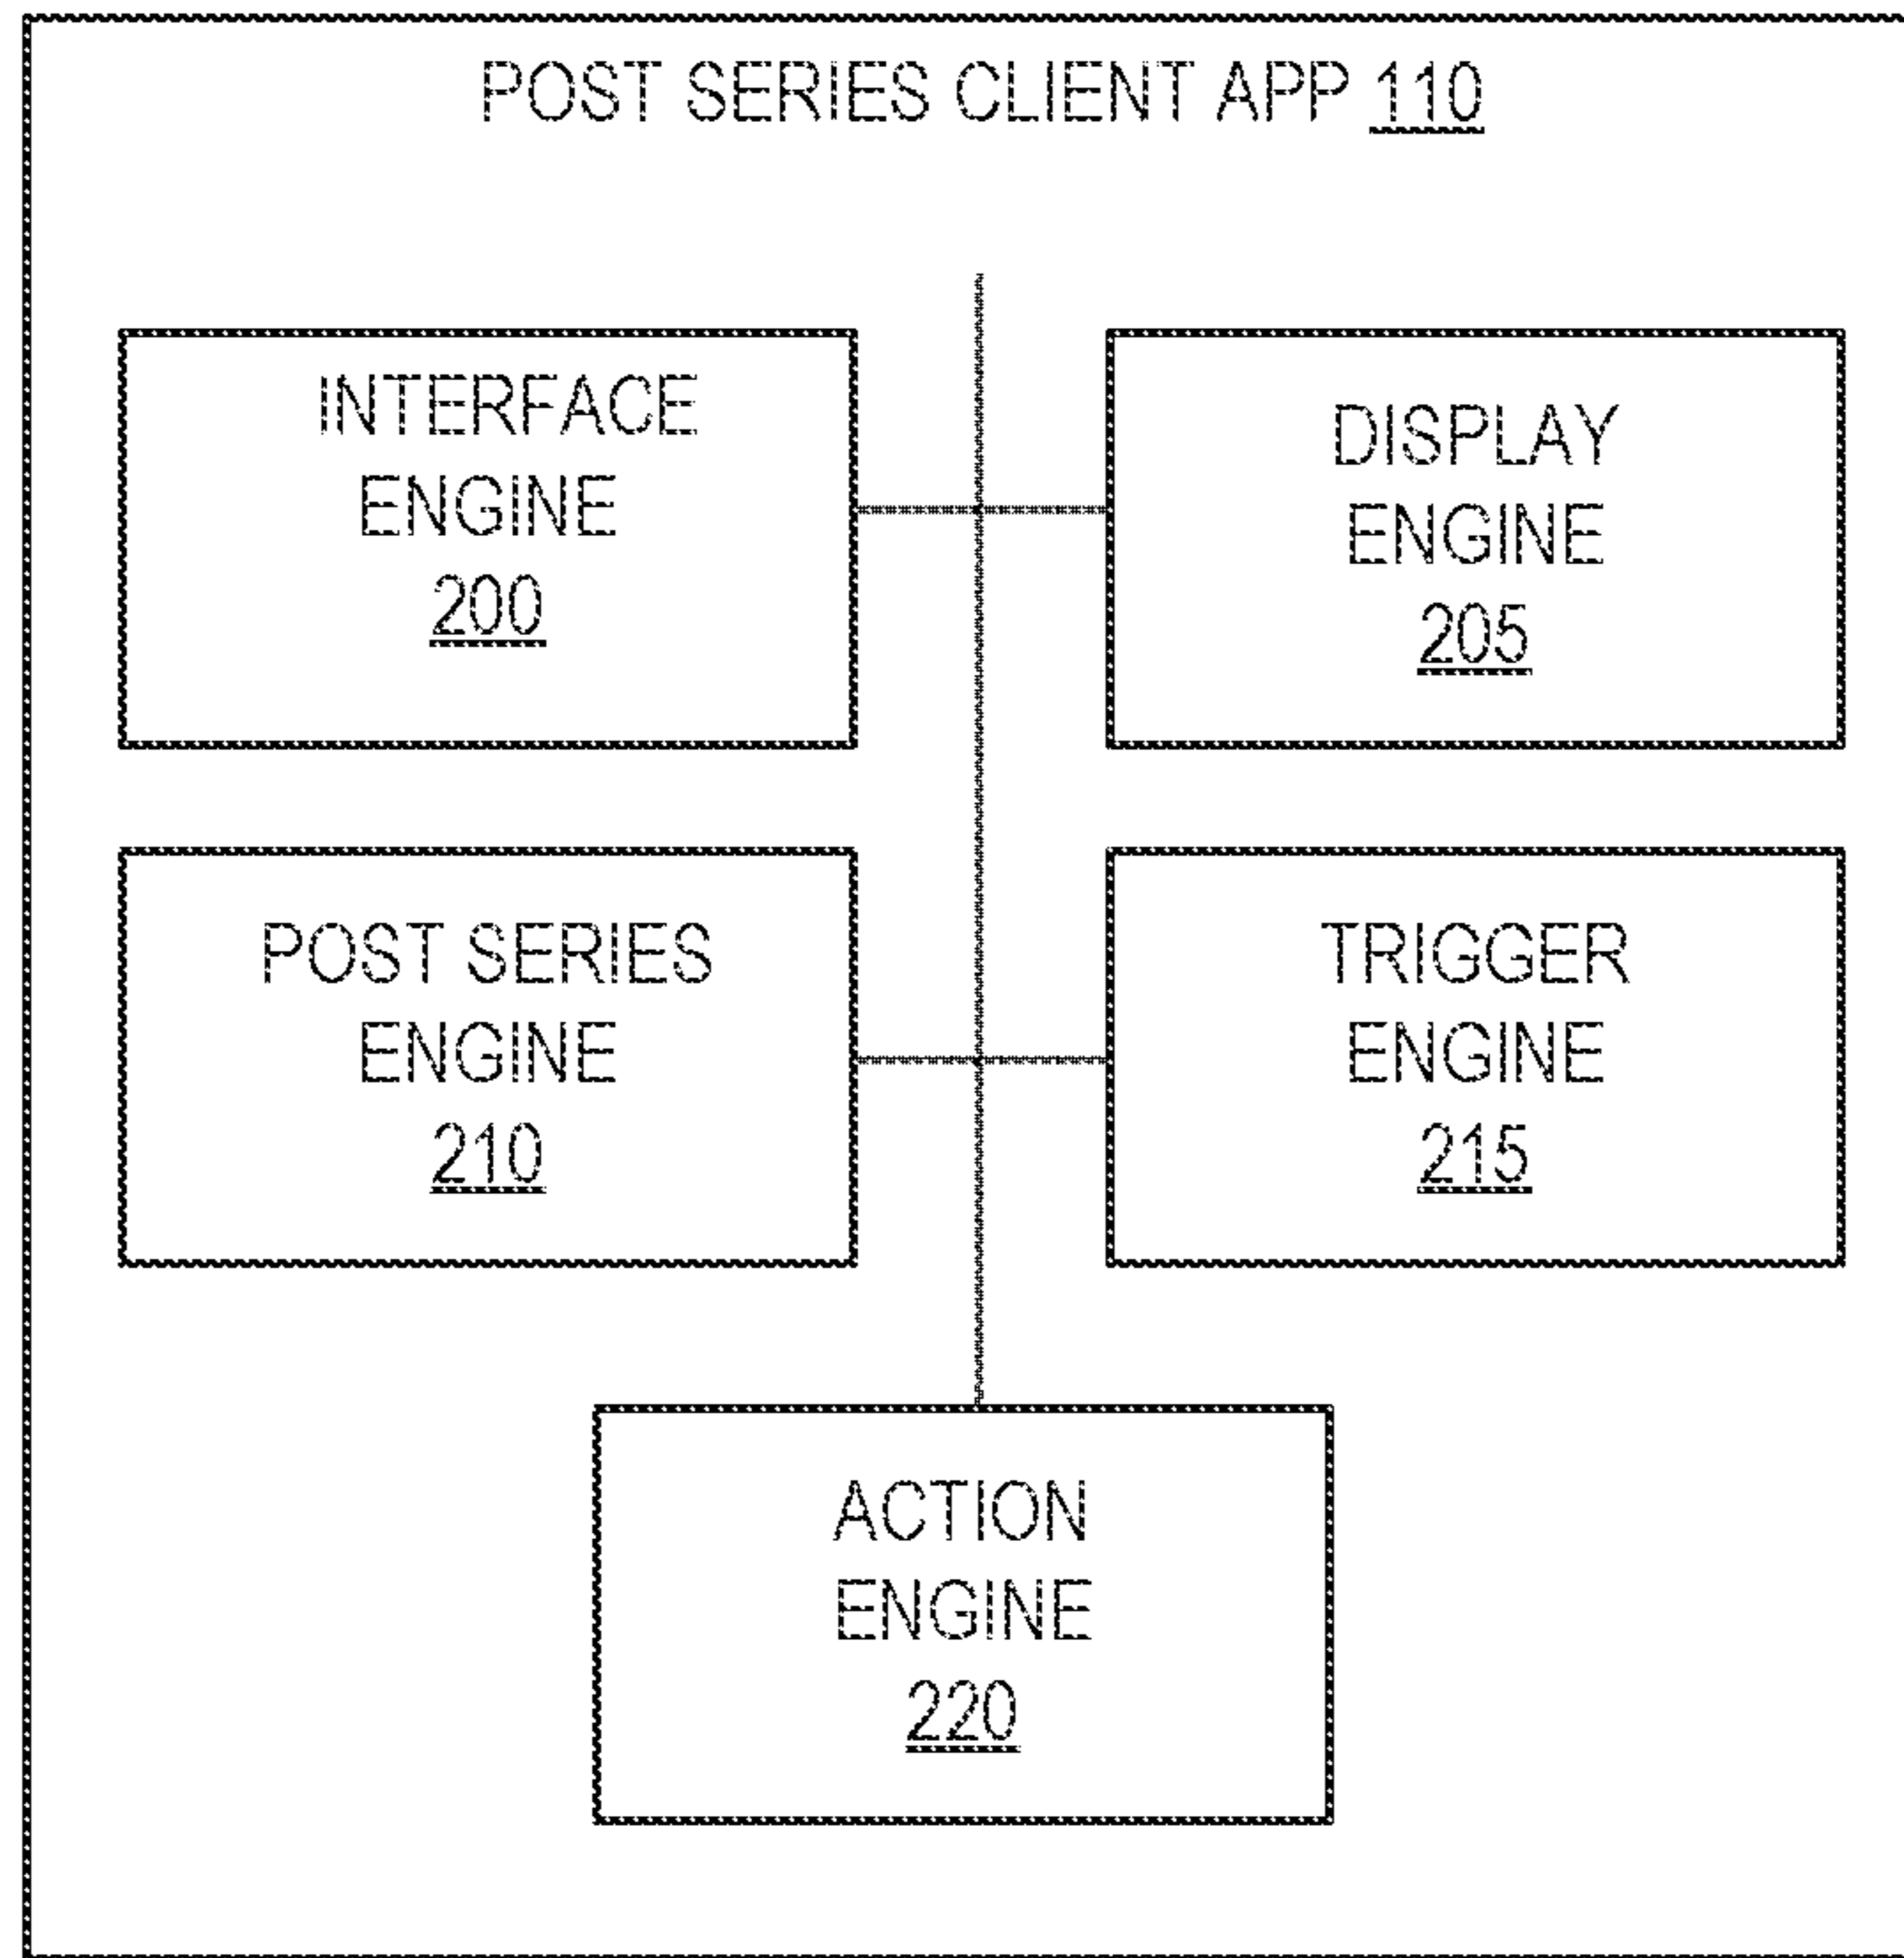 POST SERIES CLIENT APP 110
INTERFACE
ENGINE
200
DISPLAY
ENGINE
205
POST SERIES
ENGINE
210
TRIGGER
ENGINE
215
ACTION
ENGINE
220